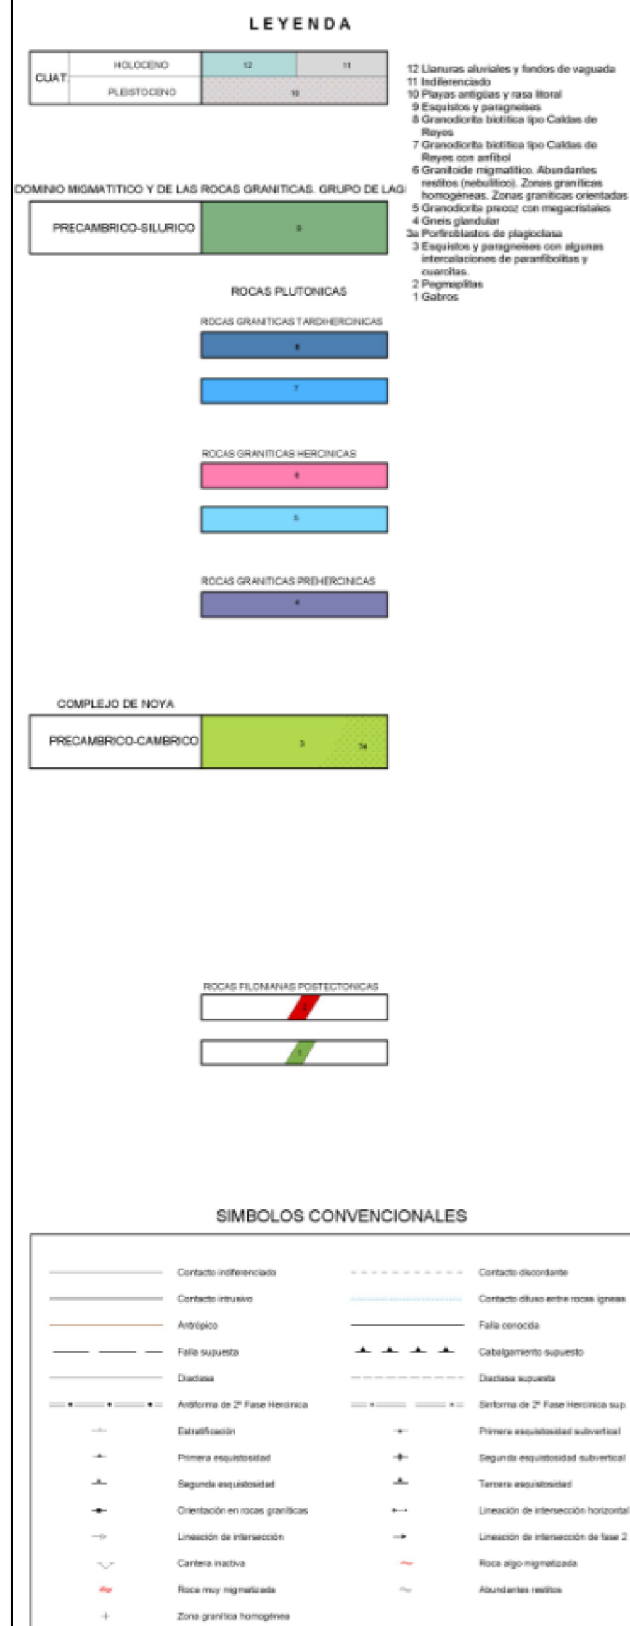 LEYENDA
CUAT
HOLOCENO
12
11
PLEISTOCENO
10
12 Llanuras aluviales y fondos de vaguada
11 Indiferenciado
10 Playas antigüas y rasa litoral
9 Esquistos y paragneises
8 Granodiorita biotítica tipo Caldas de
Reyes
7 Granodiorita biotítica tipo Caldas de
Reyes con anfibol
6 Granitoide migmatítico. Abundantes
restitos (nebulítico). Zonas graníticas
homogéneas. Zonas graníticas orientadas
5 Granodiorita precoz con megacristales
4 Gneis glandular
3a Porfiroblastos de plagioclasa
3 Esquistos y paragneises con algunas
intercalaciones de paranfibolitas y
cuarcitas.
2 Pegmaplitas
1 Gabros
DOMINIO MIGMATITICO Y DE LAS ROCAS GRANITICAS. GRUPO DE LAG
PRECAMBRICO-SILURICO
9
ROCAS PLUTONICAS
ROCAS GRANITICAS TARDIHERCINICAS
8
7
ROCAS GRANITICAS HERCINICAS
6
5
ROCAS GRANITICAS PREHERCINICAS
4
COMPLEJO DE NOYA
PRECAMBRICO-CAMBRICO
3
3a
ROCAS FILONIANAS POSTECTONICAS
2
1
SIMBOLOS CONVENCIONALES
Contacto indiferenciado
Contacto discordante
Contacto intrusivo
Contacto difuso entre rocas ígneas
Antrópico
Falla conocida
Falla supuesta
Cabalgamiento supuesto
Diaclasa
Diaclasa supuesta
Antiforma de 2ª Fase Hercínica
Sinforma de 2ª Fase Hercínica sup
Estratificación
Primera esquistosidad subvertical
Primera esquistosidad
Segunda esquistosidad subvertical
Segunda esquistosidad
Tercera esquistosidad
Orientación en rocas graníticas
Lineación de intersección horizontal
Lineación de intersección
Lineación de intersección de fase 2
Cantera inactiva
Roca algo migmatizada
Roca muy migmatizada
Abundantes restitos
Zona granítica homogénea